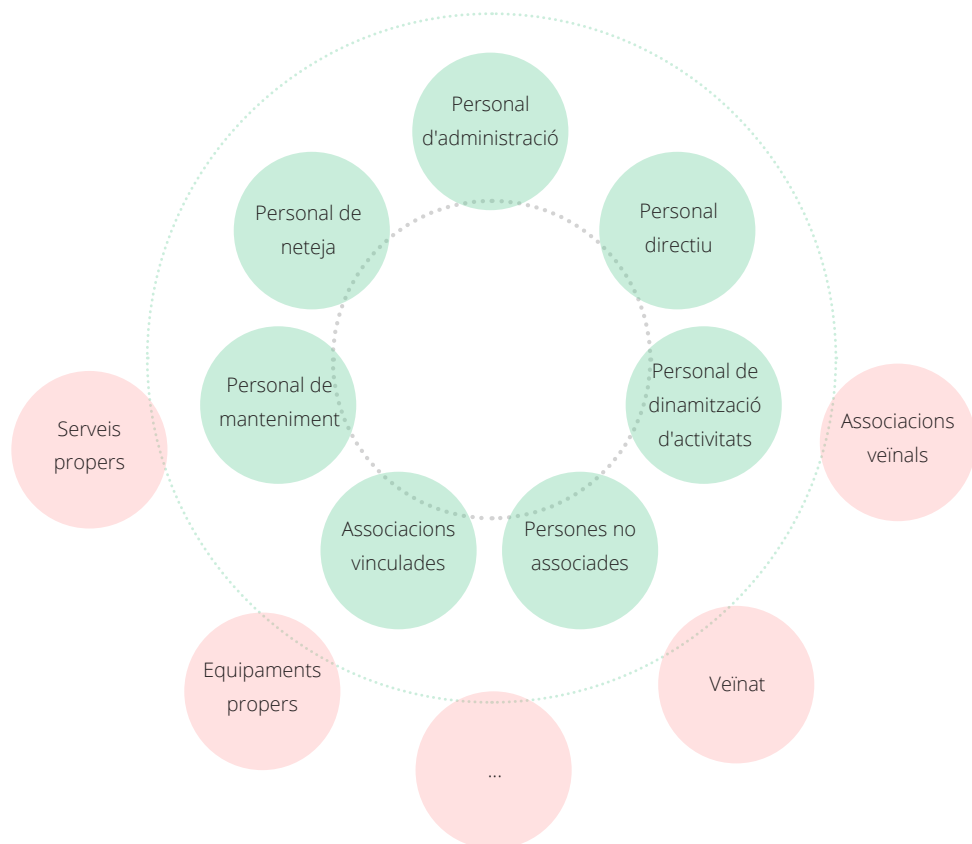 Personal
d'administració
Personal de
neteja
Personal
directiu
Personal de
manteniment
Personal de
dinamització
d'activitats
Serveis
propers
Associacions
veïnals
Associacions
vinculades
Persones no
associades
Equipaments
propers
Veïnat
...